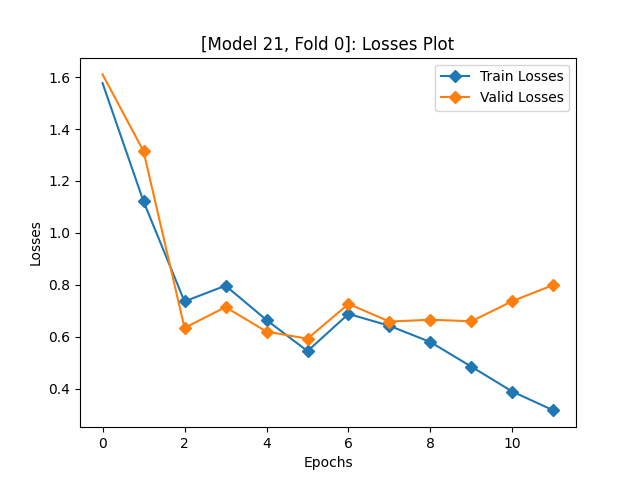 [Model 21, Fold 0]: Losses Plot
Train Losses
Valid Losses
Losses
1.6
1.4
1.2
1.0
0.8
0.6
0.4
0 2 4 6 8 10
Epochs